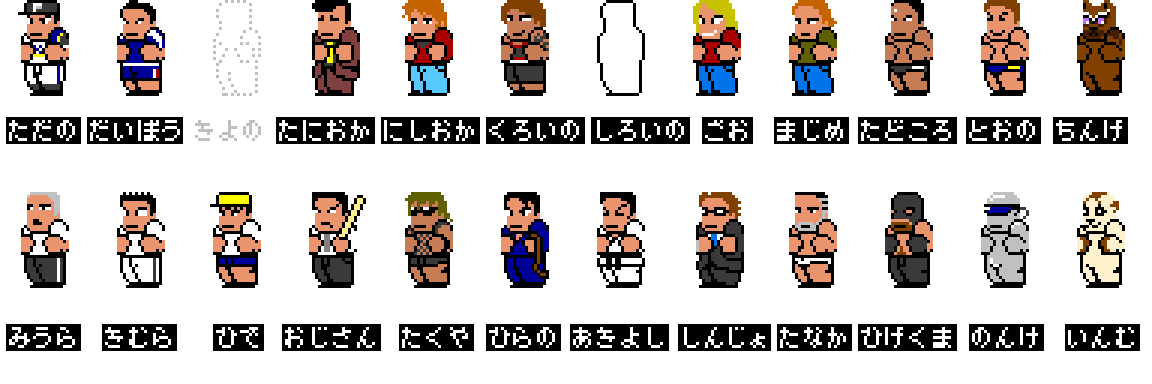 ただの だいぼう きよの たにおか にしおか くろいの しろいの ごお まじめ たどころ とおの ちんげ
みうら きむら ひで おじさん たくや ひらの あきよし しんじょ たなか ひげくま のんけ いんむ